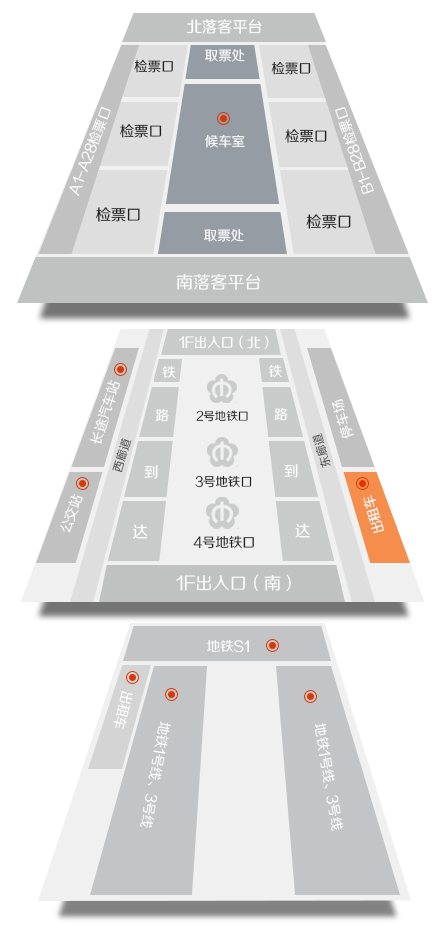 北落客平台
检票口
取票处
检票口
A1-A28检票口
检票口
候车室
检票口
B1-B28检票口
检票口
取票处
检票口
南落客平台
1F出入口（北）
长途汽车站
西廊道
铁
路
到
达
2号地铁口
3号地铁口
4号地铁口
铁
路
到
达
东廊道
停车场
公交站
出租车
1F出入口（南）
地铁S1
出租车
地铁1号线、3号线
地铁1号线、3号线